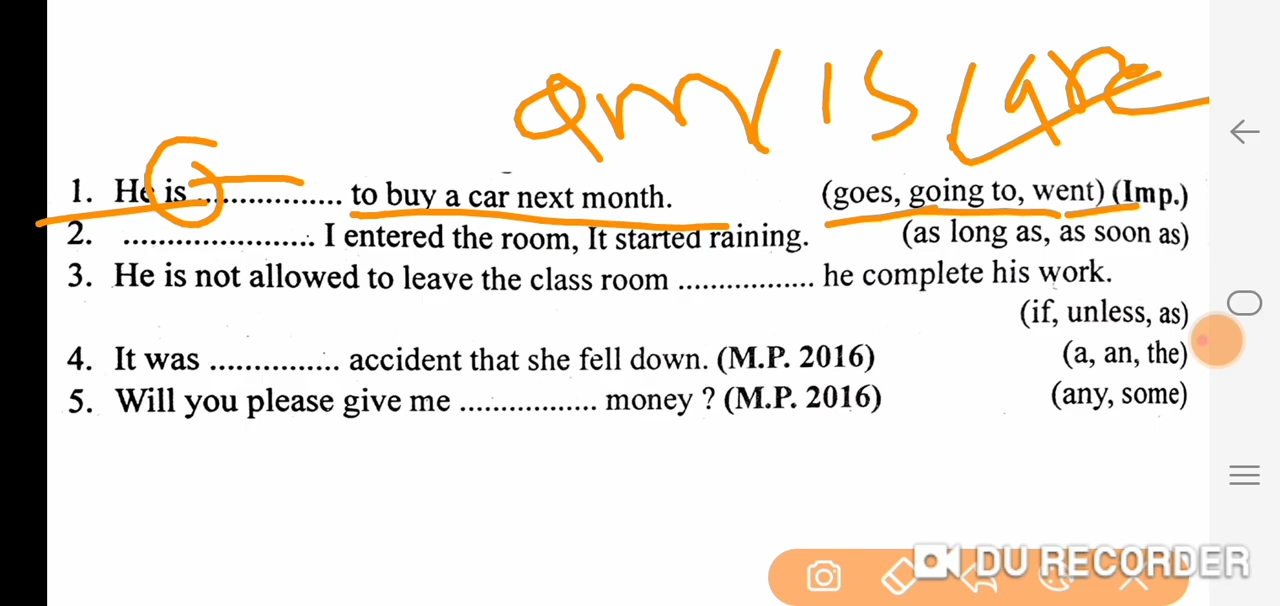 am/ is /are
1. He is .................. to buy a car next month. (goes, going to, went) (Imp.)
2. ........................ I entered the room, It started raining. (as long as, as soon as)
3. He is not allowed to leave the class room ................ he complete his work.
(if, unless, as)
4. It was ............... accident that she fell down. (M.P. 2016) (a, an, the)
5. Will you please give me ................ money ? (M.P. 2016) (any, some)
DU RECORDER